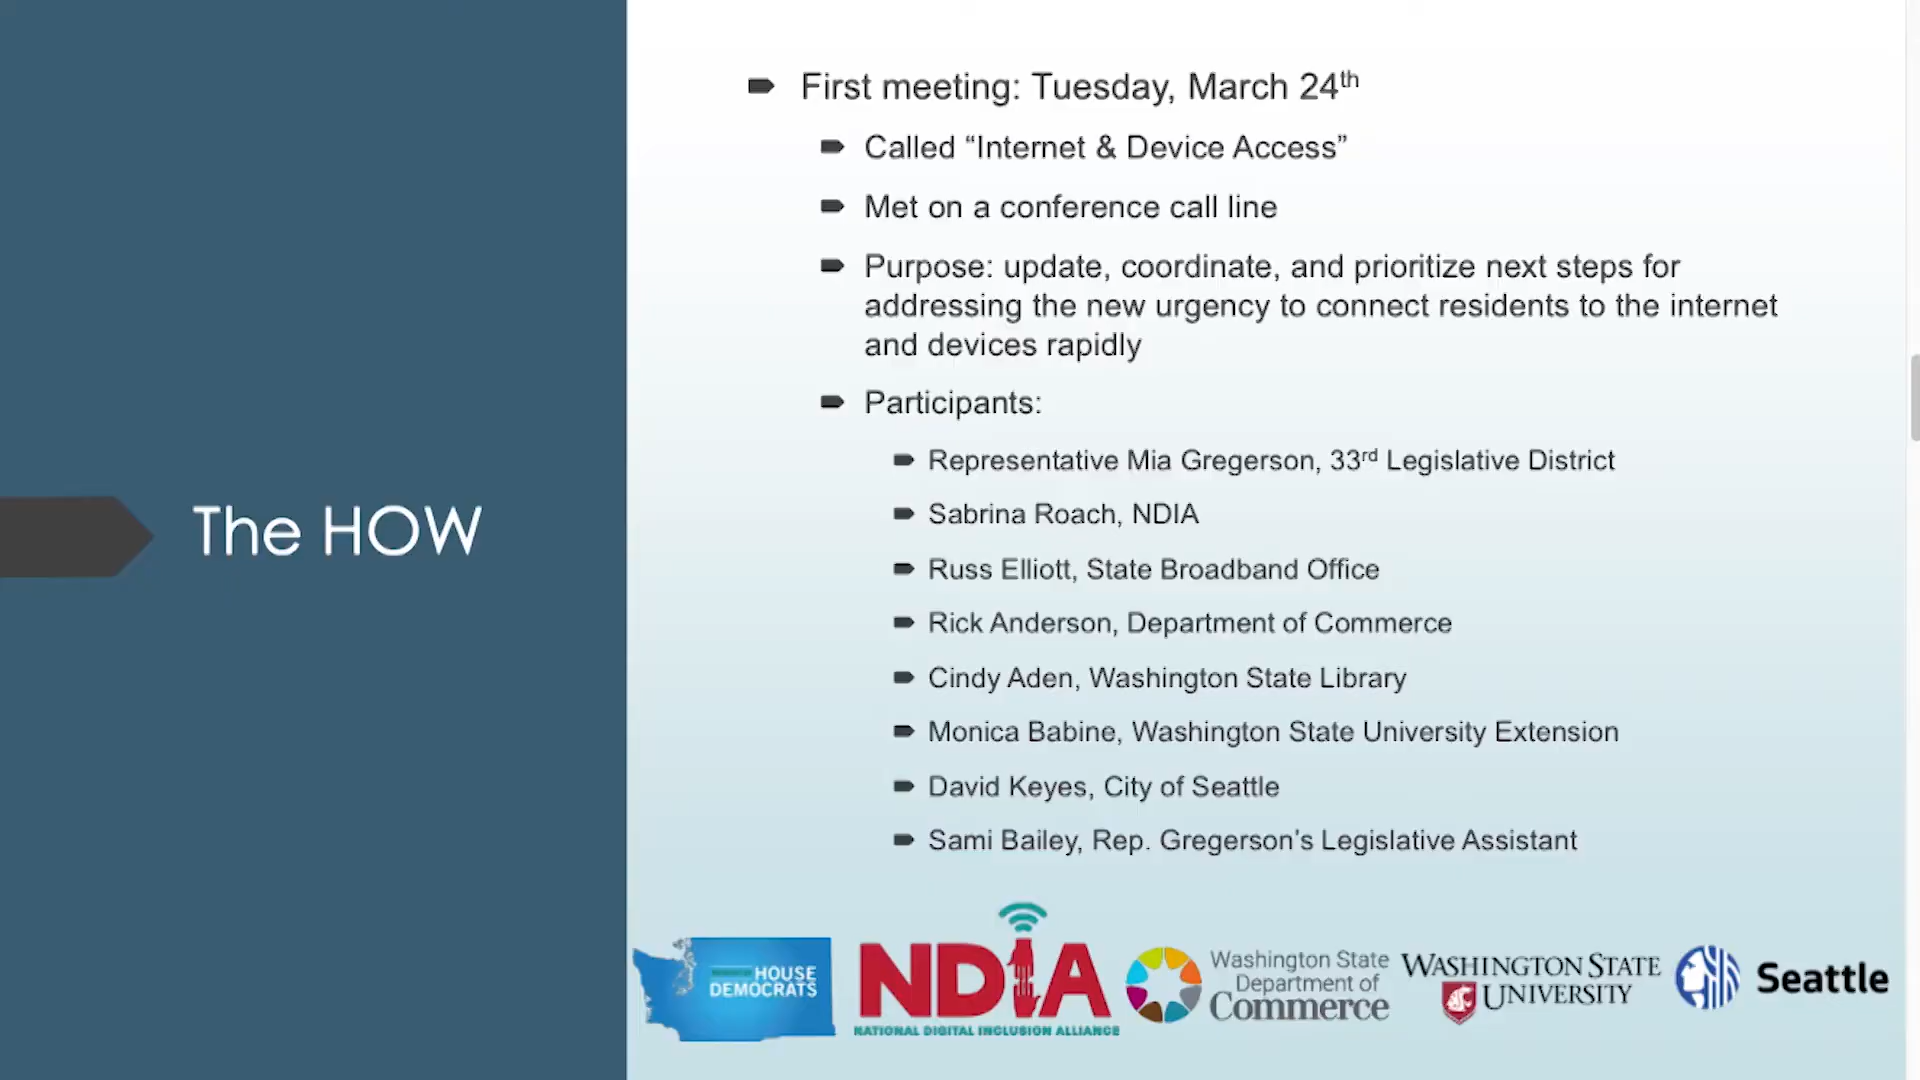 First meeting: Tuesday, March 24th
Called “Internet & Device Access”
Met on a conference call line
Purpose: update, coordinate, and prioritize next steps for
addressing the new urgency to connect residents to the internet
and devices rapidly
Participants:
Representative Mia Gregerson, 33rd Legislative District
Sabrina Roach, NDIA
Russ Elliott, State Broadband Office
Rick Anderson, Department of Commerce
Cindy Aden, Washington State Library
Monica Babine, Washington State University Extension
David Keyes, City of Seattle
Sami Bailey, Rep. Gregerson's Legislative Assistant
The HOW
HOUSE
DEMOCRATS
NDIA
NATIONAL DIGITAL INCLUSION ALLIANCE
Washington State
Department of
Commerce
WASHINGTON STATE
UNIVERSITY
Seattle